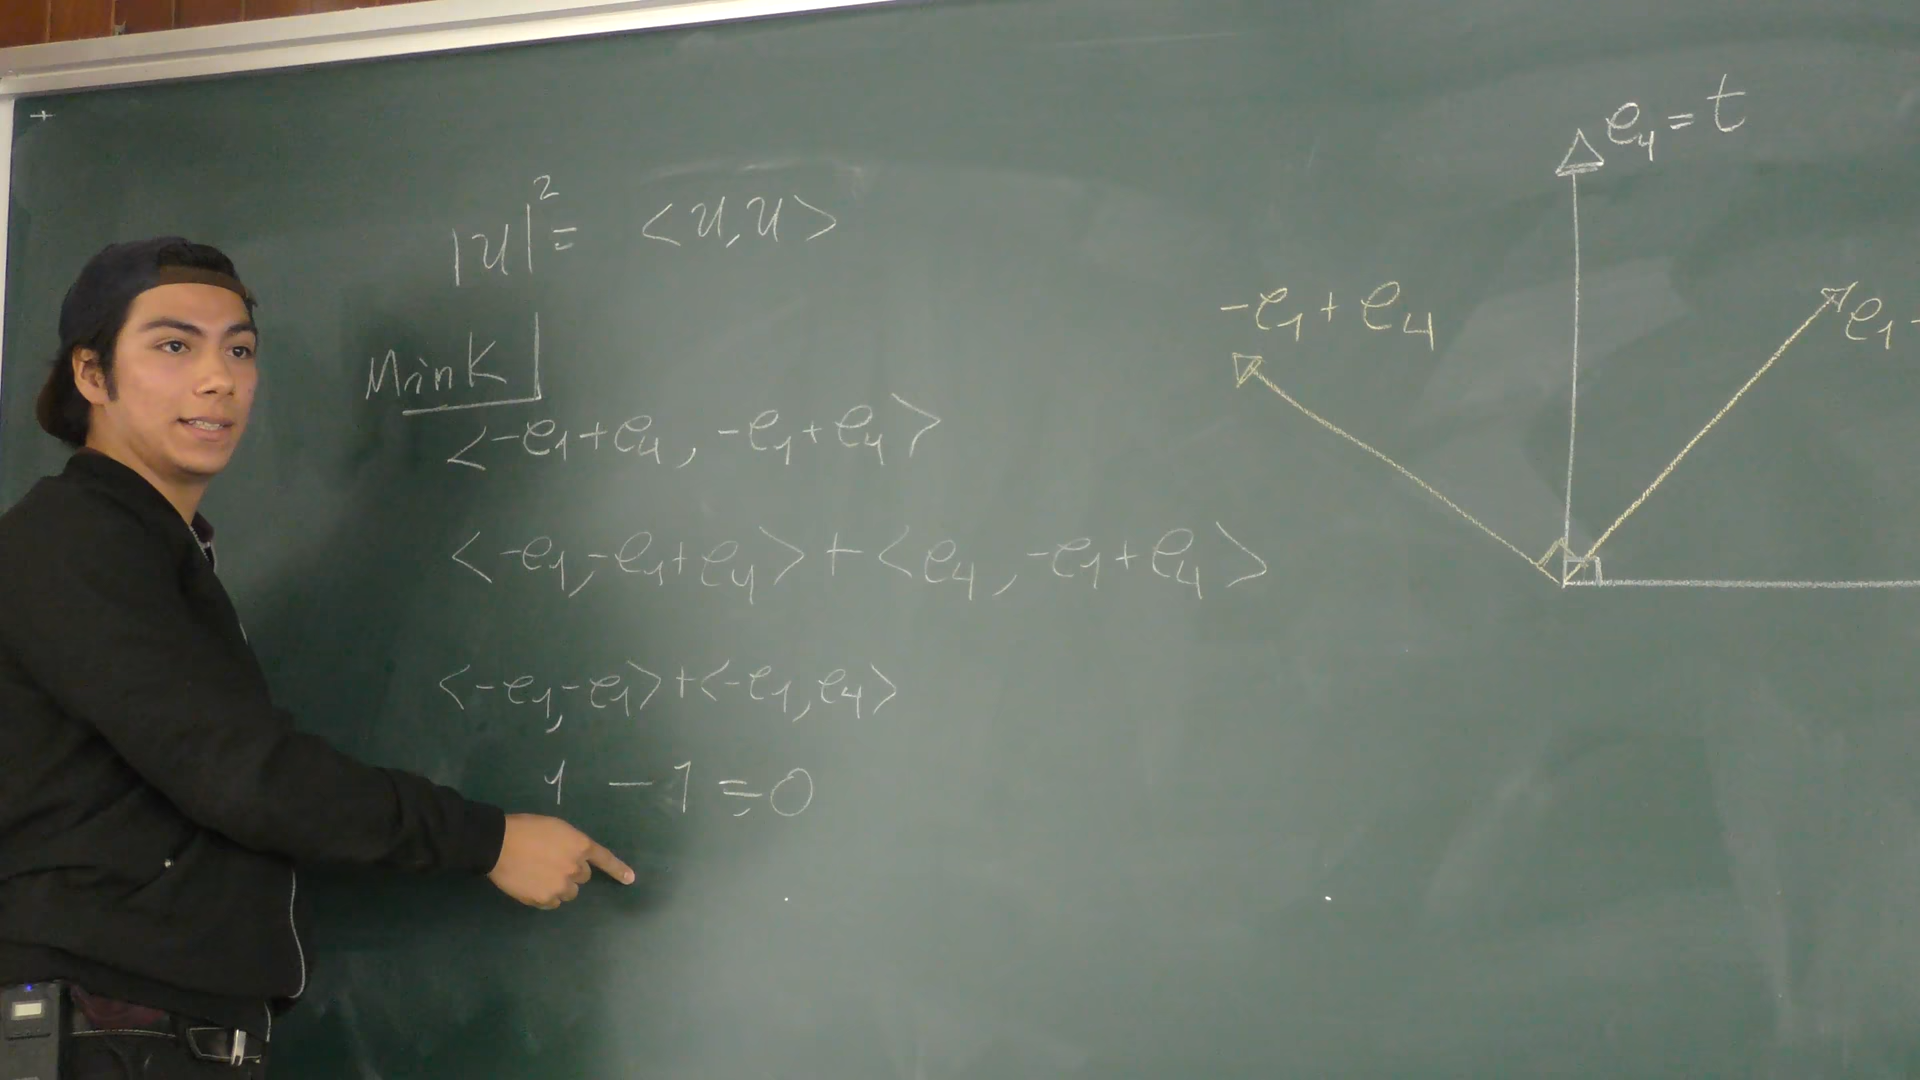 |u|² = <u,u>
Mink
<-e₁+e₄, -e₁+e₄>
<-e₁,-e₁+e₄> + <e₄, -e₁+e₄>
<-e₁,-e₁>+<-e₁,e₄>
1 - 1 = 0
e₄ = t
-e₁ + e₄
e₁ -